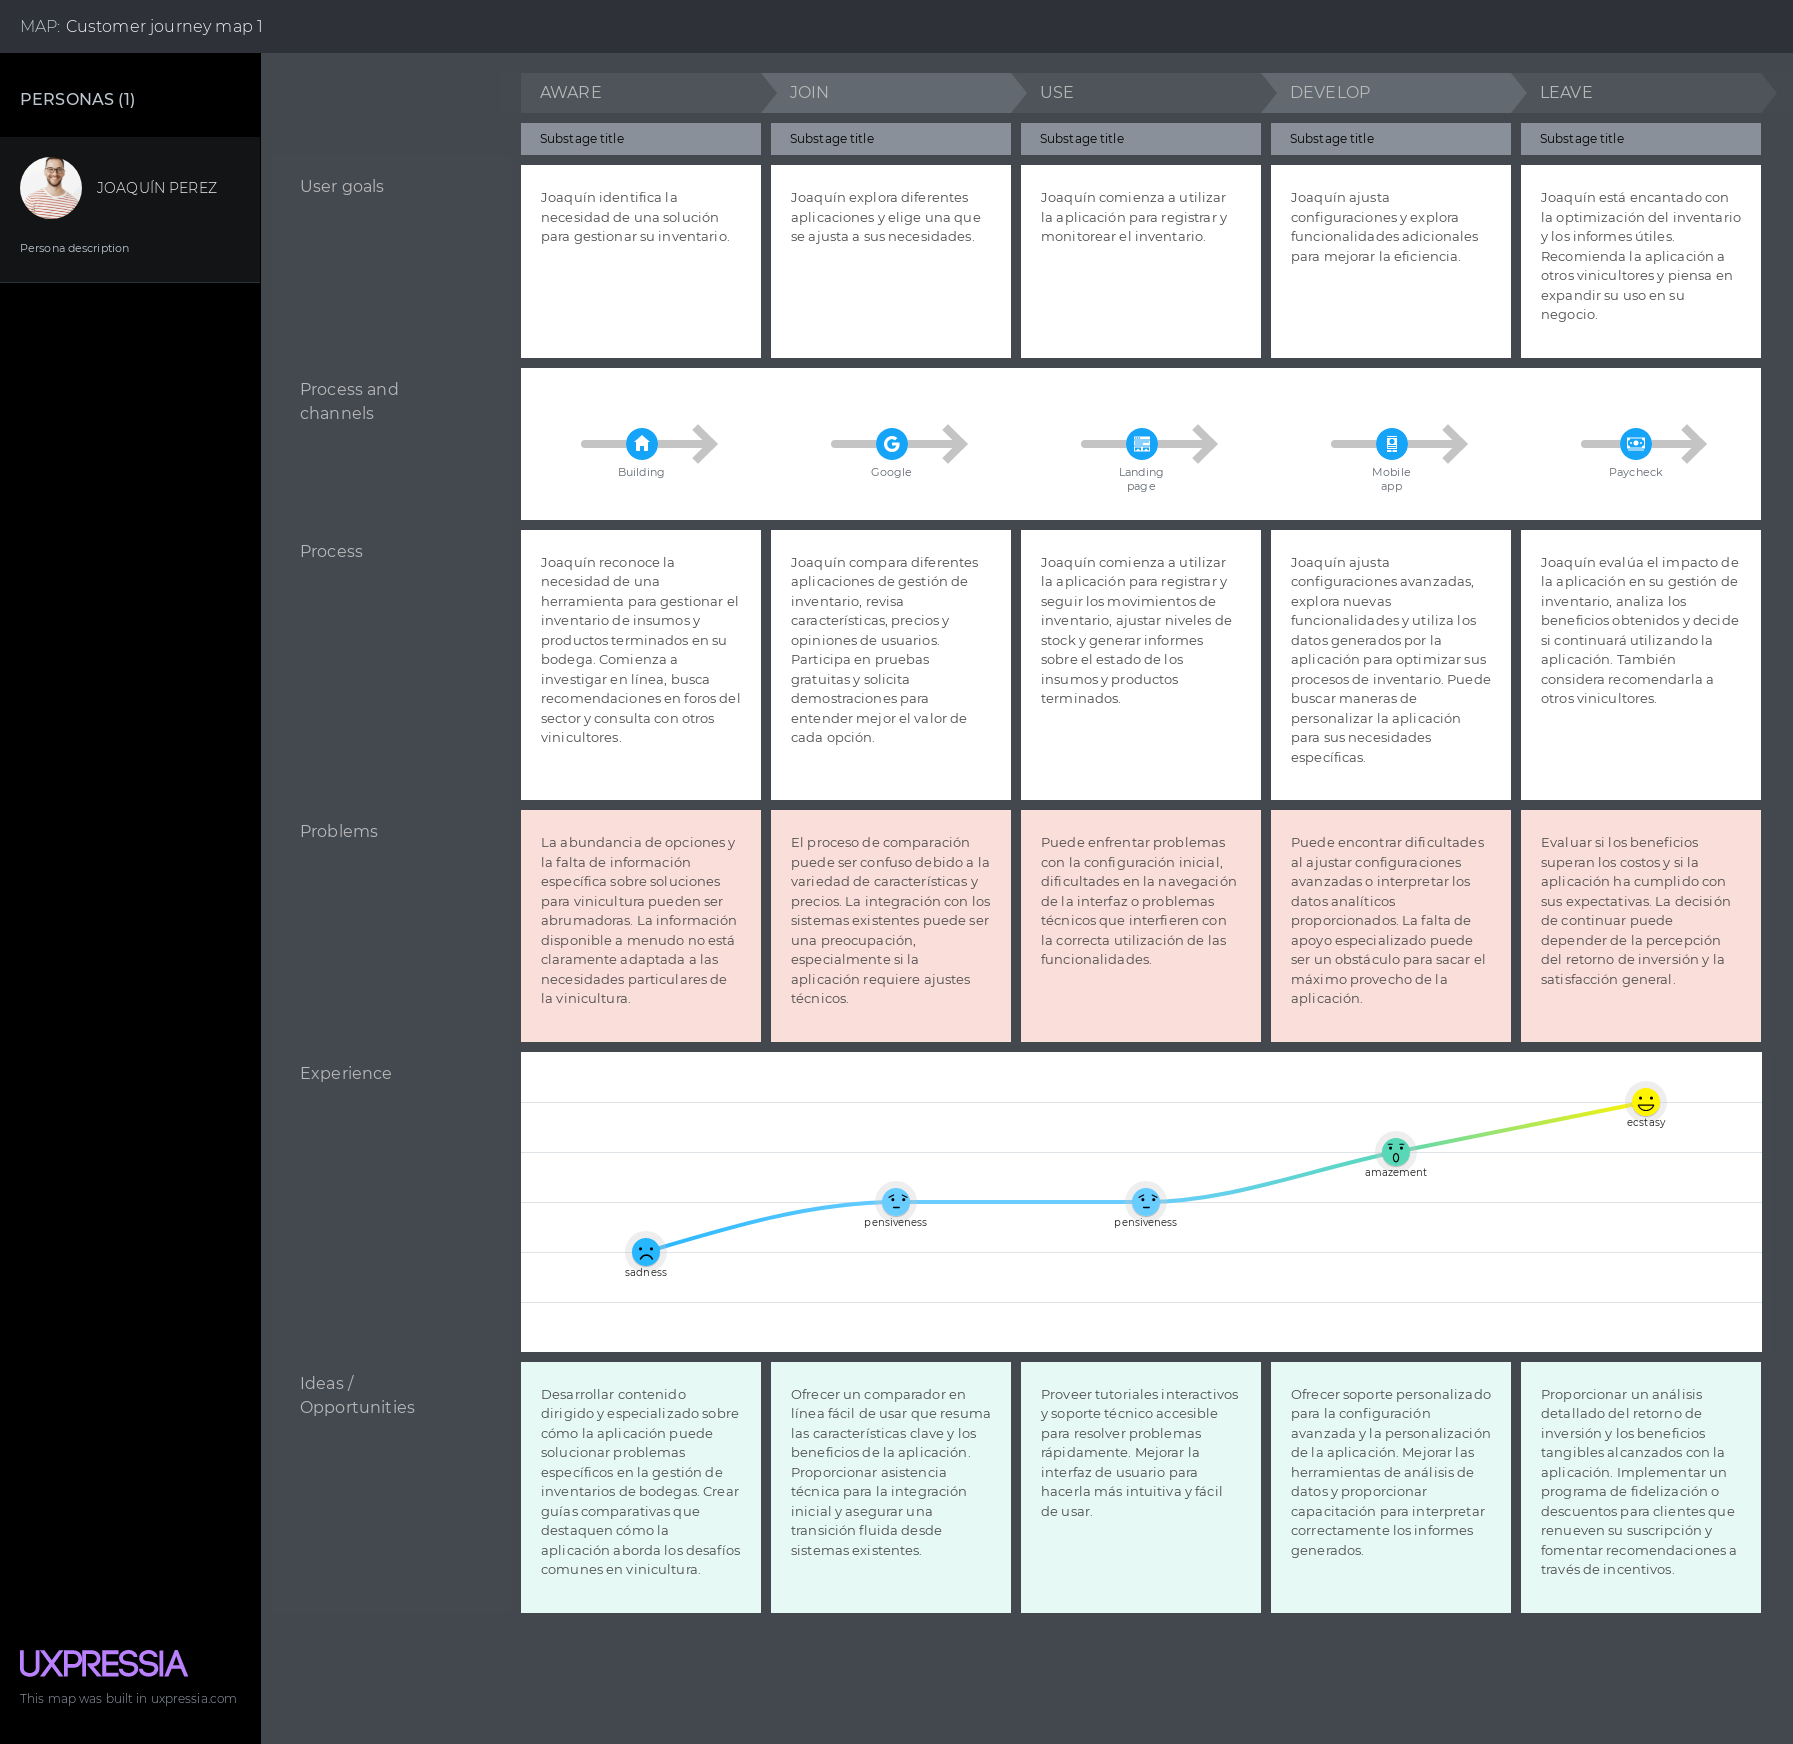 MAP: Customer journey map 1
PERSONAS (1)
JOAQUÍN PEREZ
Persona description
AWARE
JOIN
USE
DEVELOP
LEAVE
Substage title
Substage title
Substage title
Substage title
Substage title
User goals
Joaquín identifica la
necesidad de una solución
para gestionar su inventario.
Joaquín explora diferentes
aplicaciones y elige una que
se ajusta a sus necesidades.
Joaquín comienza a utilizar
la aplicación para registrar y
monitorear el inventario.
Joaquín ajusta
configuraciones y explora
funcionalidades adicionales
para mejorar la eficiencia.
Joaquín está encantado con
la optimización del inventario
y los informes útiles.
Recomienda la aplicación a
otros vinicultores y piensa en
expandir su uso en su
negocio.
Process and
channels
Building
Google
Landing
page
Mobile
app
Paycheck
Process
Joaquín reconoce la
necesidad de una
herramienta para gestionar el
inventario de insumos y
productos terminados en su
bodega. Comienza a
investigar en línea, busca
recomendaciones en foros del
sector y consulta con otros
vinicultores.
Joaquín compara diferentes
aplicaciones de gestión de
inventario, revisa
características, precios y
opiniones de usuarios.
Participa en pruebas
gratuitas y solicita
demostraciones para
entender mejor el valor de
cada opción.
Joaquín comienza a utilizar
la aplicación para registrar y
seguir los movimientos de
inventario, ajustar niveles de
stock y generar informes
sobre el estado de los
insumos y productos
terminados.
Joaquín ajusta
configuraciones avanzadas,
explora nuevas
funcionalidades y utiliza los
datos generados por la
aplicación para optimizar sus
procesos de inventario. Puede
buscar maneras de
personalizar la aplicación
para sus necesidades
específicas.
Joaquín evalúa el impacto de
la aplicación en su gestión de
inventario, analiza los
beneficios obtenidos y decide
si continuará utilizando la
aplicación. También
considera recomendarla a
otros vinicultores.
Problems
La abundancia de opciones y
la falta de información
específica sobre soluciones
para vinicultura pueden ser
abrumadoras. La información
disponible a menudo no está
claramente adaptada a las
necesidades particulares de
la vinicultura.
El proceso de comparación
puede ser confuso debido a la
variedad de características y
precios. La integración con los
sistemas existentes puede ser
una preocupación,
especialmente si la
aplicación requiere ajustes
técnicos.
Puede enfrentar problemas
con la configuración inicial,
dificultades en la navegación
de la interfaz o problemas
técnicos que interfieren con
la correcta utilización de las
funcionalidades.
Puede encontrar dificultades
al ajustar configuraciones
avanzadas o interpretar los
datos analíticos
proporcionados. La falta de
apoyo especializado puede
ser un obstáculo para sacar el
máximo provecho de la
aplicación.
Evaluar si los beneficios
superan los costos y si la
aplicación ha cumplido con
sus expectativas. La decisión
de continuar puede
depender de la percepción
del retorno de inversión y la
satisfacción general.
Experience
sadness
pensiveness
pensiveness
amazement
ecstasy
Ideas /
Opportunities
Desarrollar contenido
dirigido y especializado sobre
cómo la aplicación puede
solucionar problemas
específicos en la gestión de
inventarios de bodegas. Crear
guías comparativas que
destaquen cómo la
aplicación aborda los desafíos
comunes en vinicultura.
Ofrecer un comparador en
línea fácil de usar que resuma
las características clave y los
beneficios de la aplicación.
Proporcionar asistencia
técnica para la integración
inicial y asegurar una
transición fluida desde
sistemas existentes.
Proveer tutoriales interactivos
y soporte técnico accesible
para resolver problemas
rápidamente. Mejorar la
interfaz de usuario para
hacerla más intuitiva y fácil
de usar.
Ofrecer soporte personalizado
para la configuración
avanzada y la personalización
de la aplicación. Mejorar las
herramientas de análisis de
datos y proporcionar
capacitación para interpretar
correctamente los informes
generados.
Proporcionar un análisis
detallado del retorno de
inversión y los beneficios
tangibles alcanzados con la
aplicación. Implementar un
programa de fidelización o
descuentos para clientes que
renueven su suscripción y
fomentar recomendaciones a
través de incentivos.
UXPRESSIA
This map was built in uxpressia.com